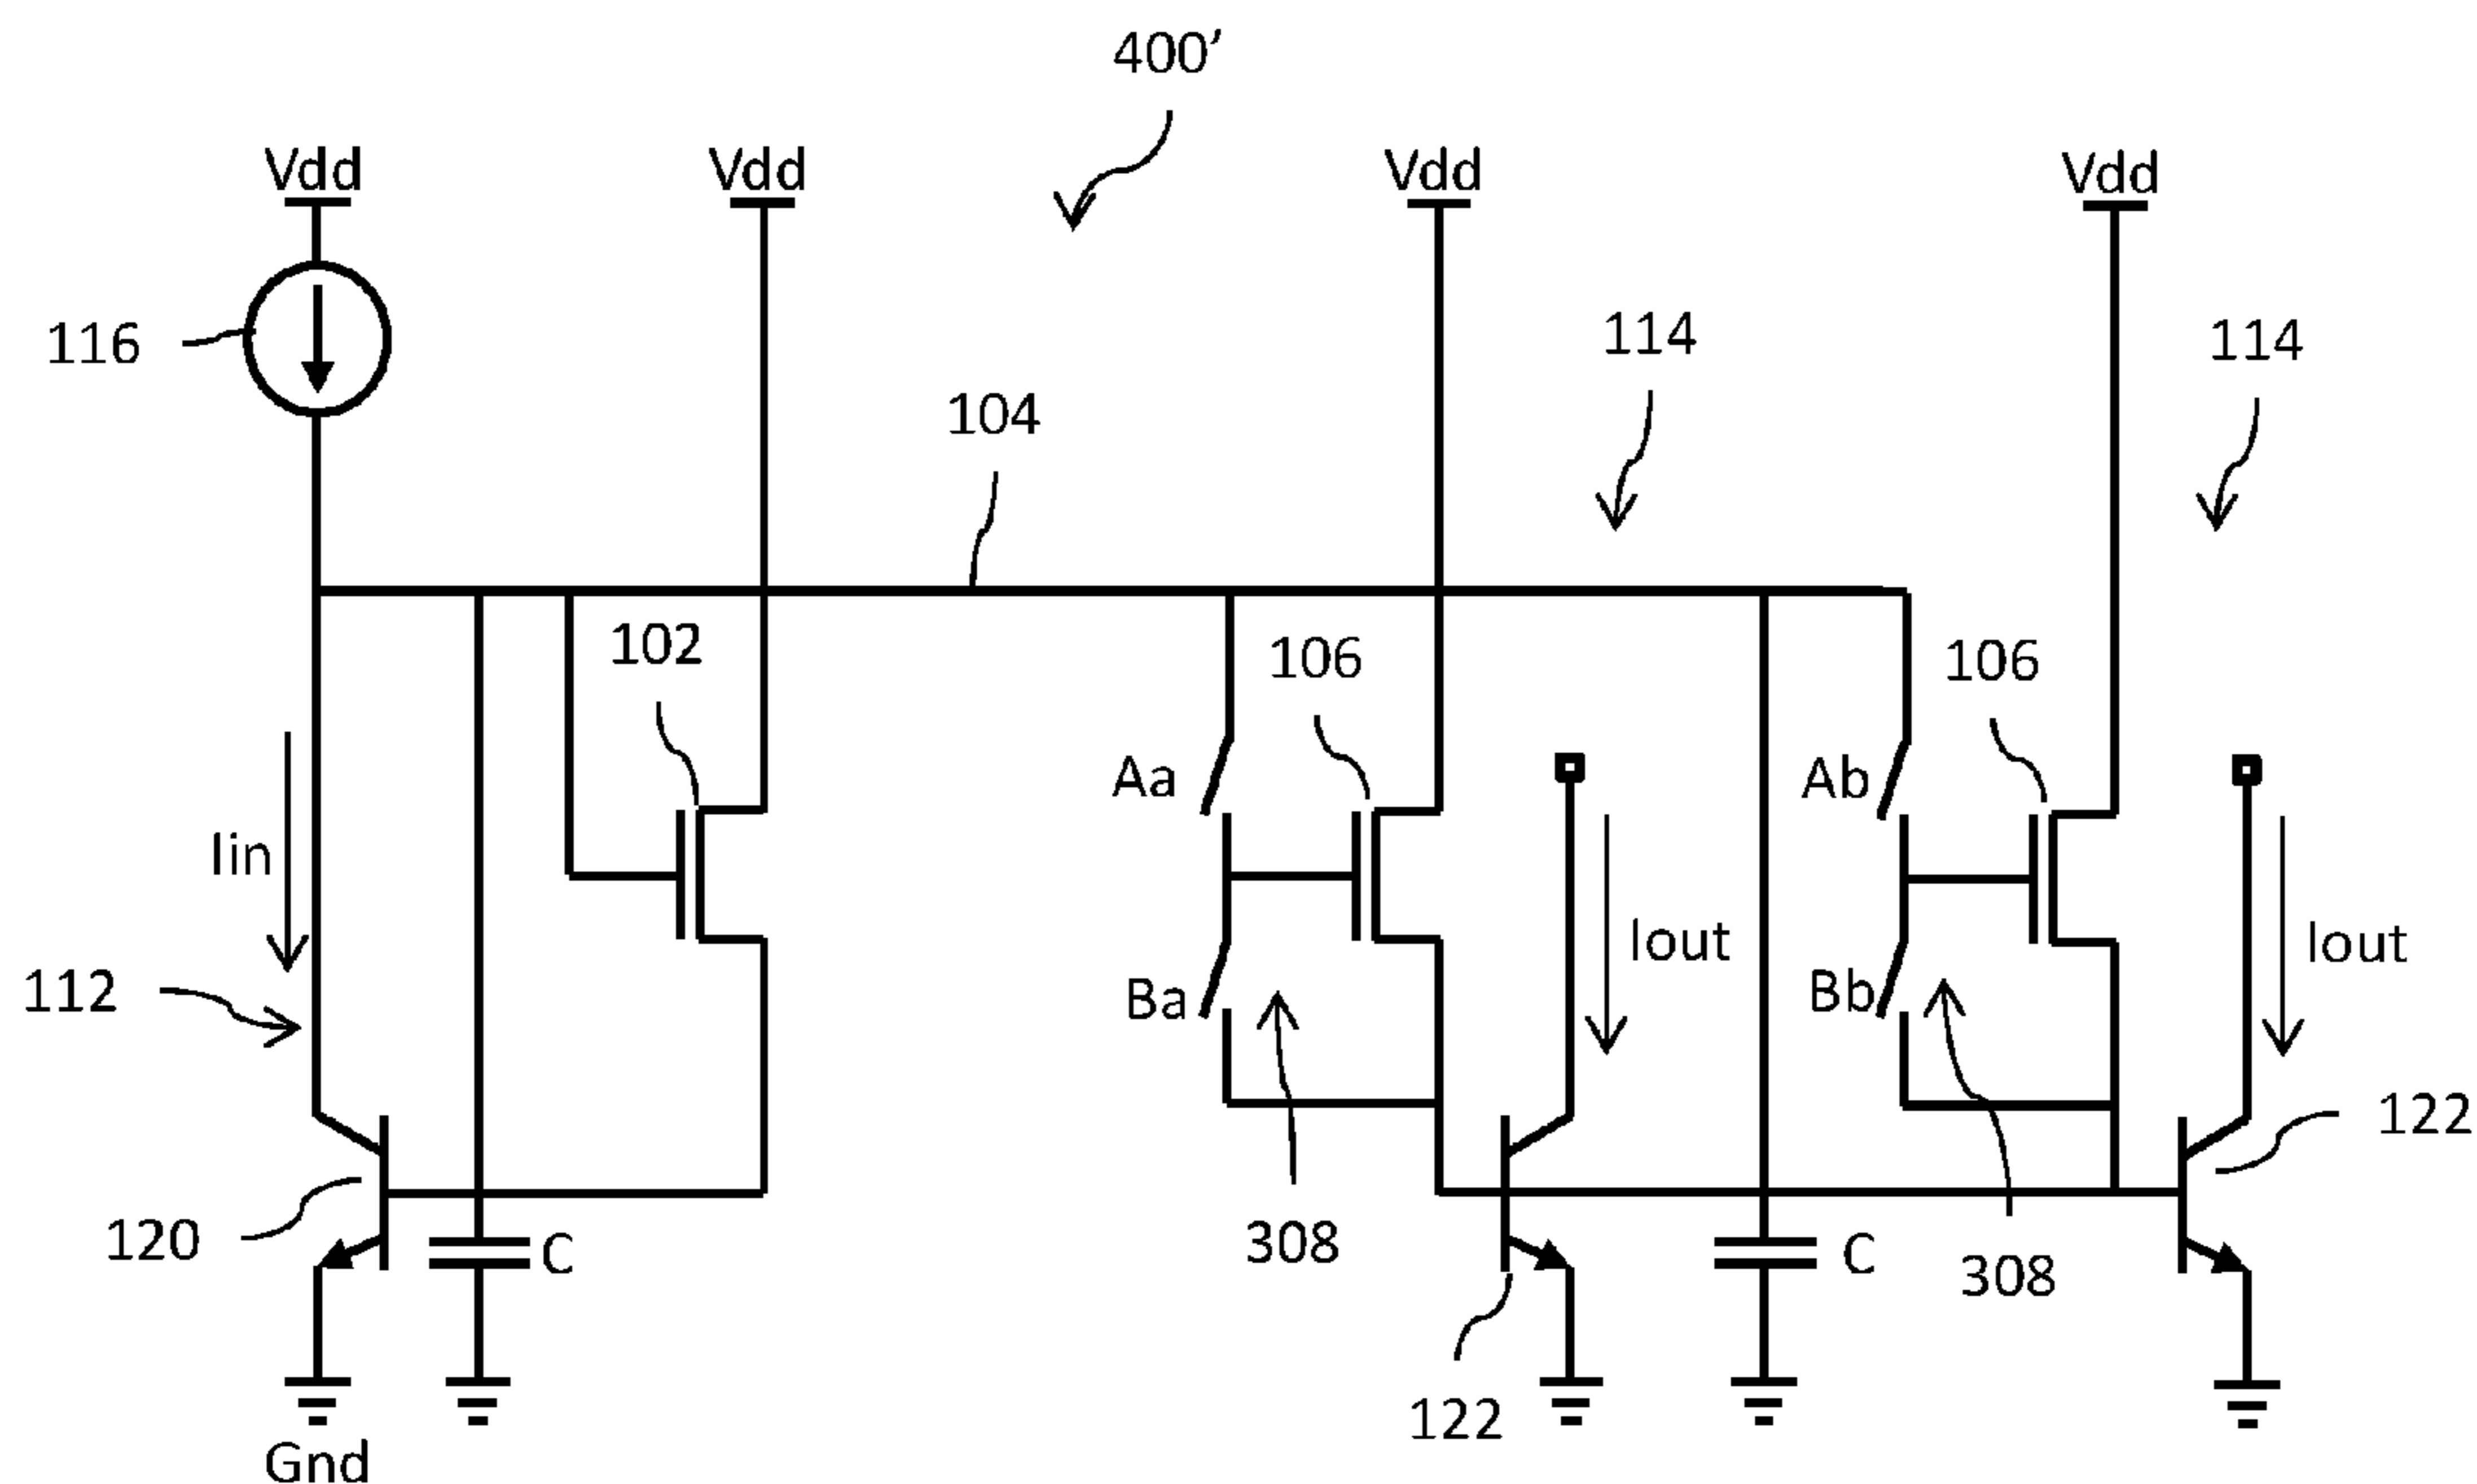 400’
Vdd
Vdd
Vdd
Vdd
116
114
114
104
102
106
106
Aa
Ab
Iin
Iout
Iout
112
Ba
Bb
122
120
C
308
C
308
122
Gnd